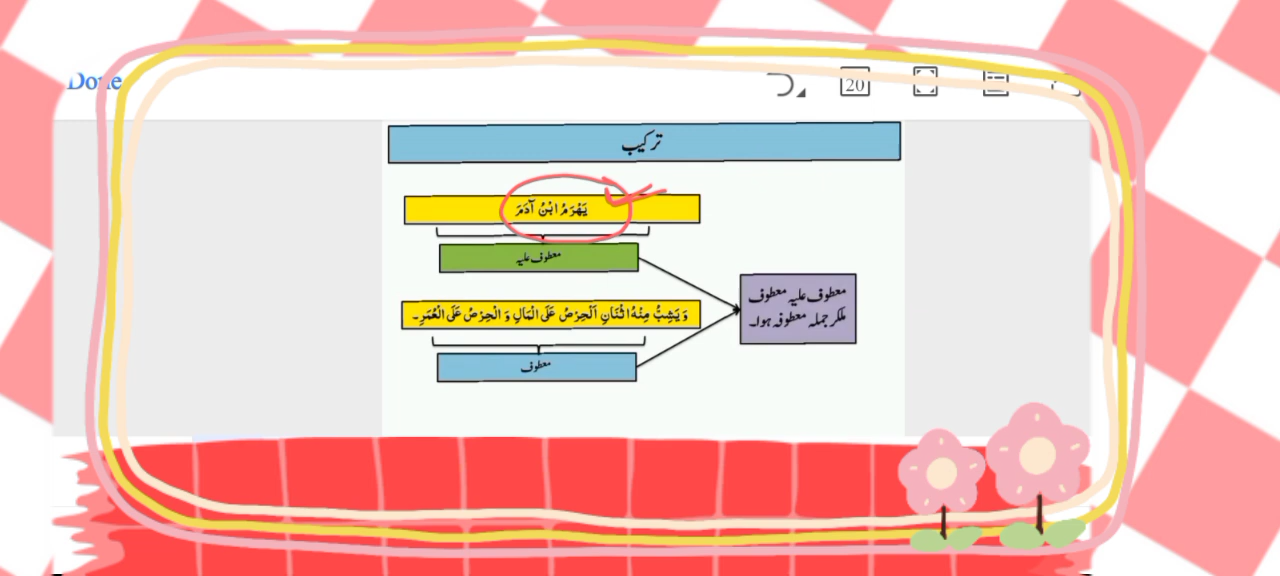 Done
20
ترکیب
يَهْرَمُ ابْنُ آدَمَ
معطوف علیہ
وَ يَشِبُّ مِنْهُ اثْنَانِ اَلْحِرْصُ عَلَى الْمَالِ وَ الْحِرْصُ عَلَى الْعُمَرِ۔
معطوف
معطوف علیہ معطوف
ملکر جملہ معطوفہ ہوا۔